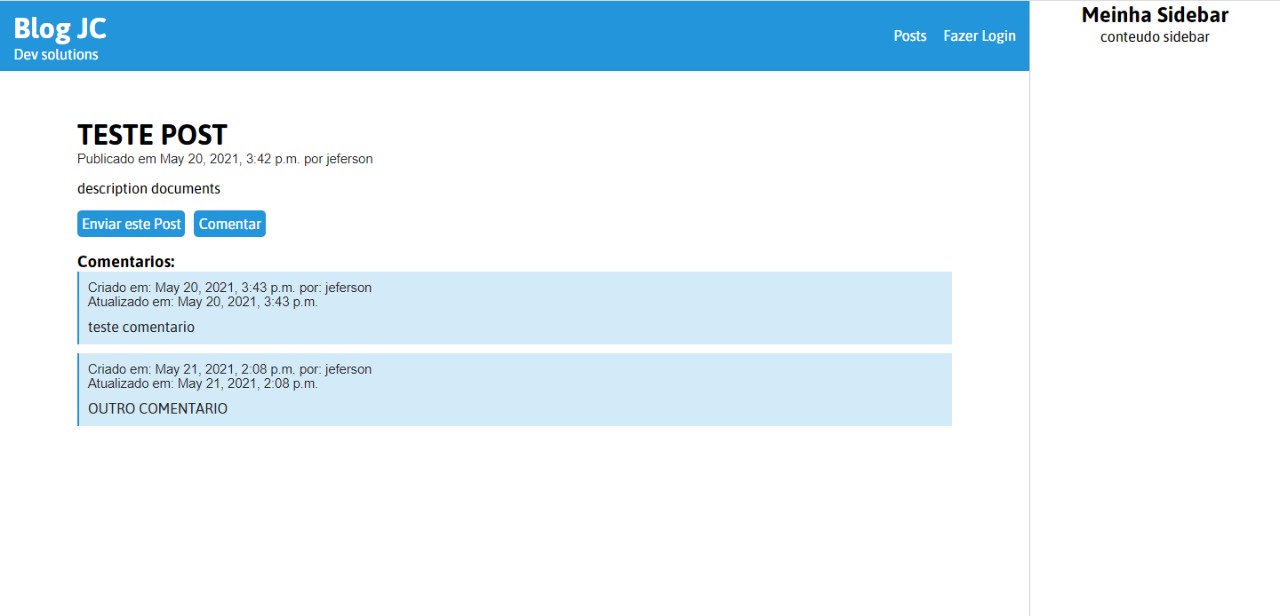 Blog JC
Dev solutions
Posts
Fazer Login
Meinha Sidebar
conteudo sidebar
TESTE POST
Publicado em May 20, 2021, 3:42 p.m. por jeferson
description documents
Enviar este Post
Comentar
Comentarios:
Criado em: May 20, 2021, 3:43 p.m. por: jeferson
Atualizado em: May 20, 2021, 3:43 p.m.
teste comentario
Criado em: May 21, 2021, 2:08 p.m. por: jeferson
Atualizado em: May 21, 2021, 2:08 p.m.
OUTRO COMENTARIO